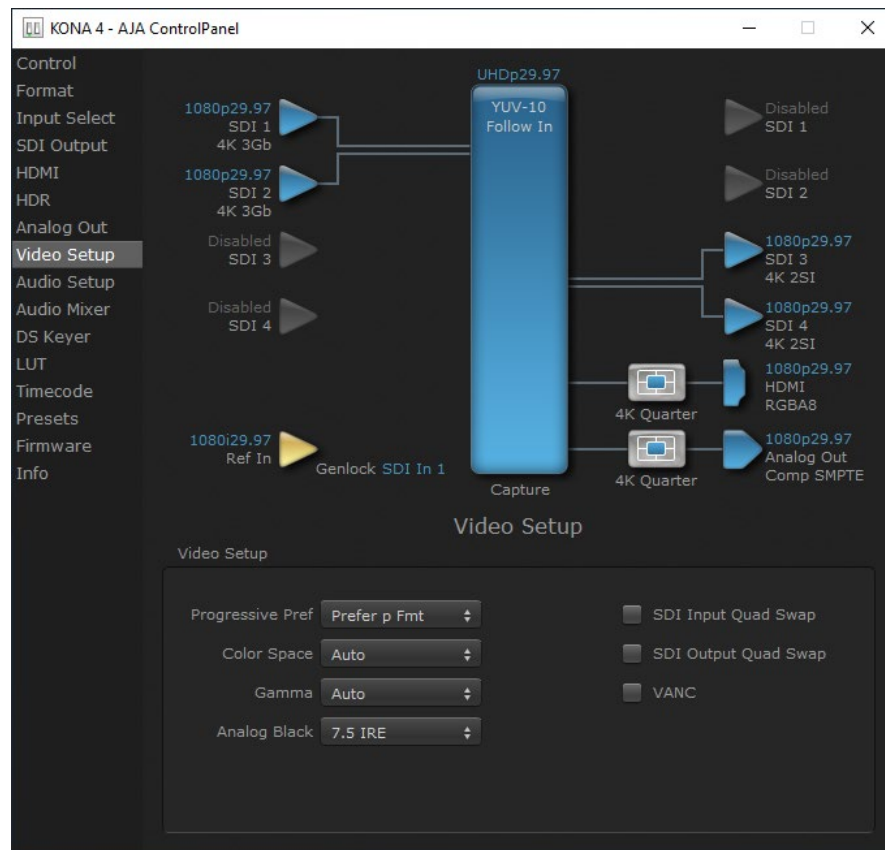 KONA 4 - AJA ControlPanel
Control
Format
Input Select
SDI Output
HDMI
HDR
Analog Out
Video Setup
Audio Setup
Audio Mixer
DS Keyer
LUT
Timecode
Presets
Firmware
Info
1080p29.97
SDI 1
4K 3Gb
1080p29.97
SDI 2
4K 3Gb
Disabled
SDI 3
Disabled
SDI 4
1080i29.97
Ref In
Genlock SDI In 1
UHDp29.97
YUV-10
Follow In
Capture
Disabled
SDI 1
Disabled
SDI 2
1080p29.97
SDI 3
4K 2SI
1080p29.97
SDI 4
4K 2SI
4K Quarter
1080p29.97
HDMI
RGBA8
4K Quarter
1080p29.97
Analog Out
Comp SMPTE
Video Setup
Video Setup
Progressive Pref Prefer p Fmt
Color Space Auto
Gamma Auto
Analog Black 7.5 IRE
SDI Input Quad Swap
SDI Output Quad Swap
VANC